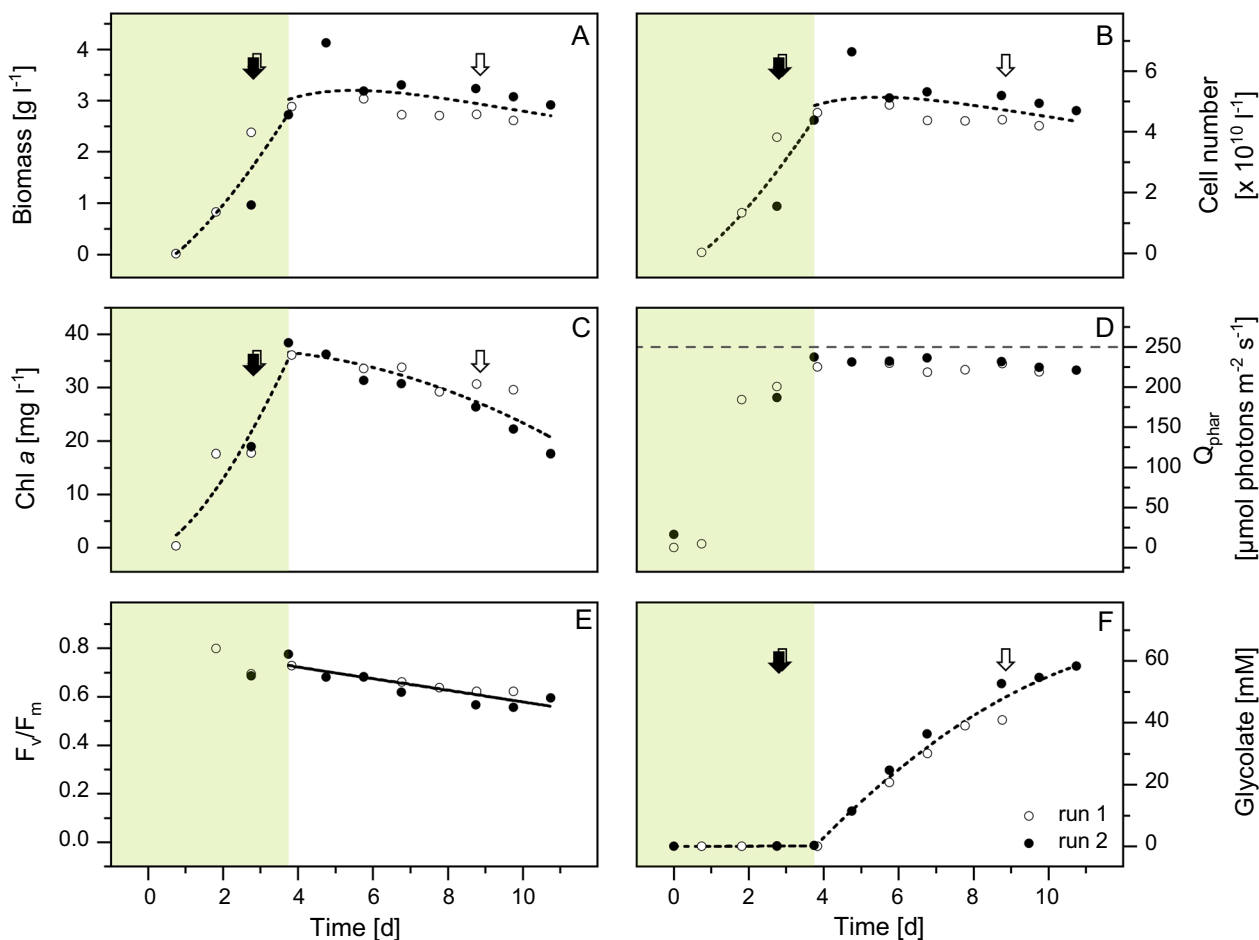 A
Biomass [g l⁻¹]
4
3
2
1
0
B
6
4
2
0
Cell number
[x 10¹⁰ l⁻¹]
C
Chl a [mg l⁻¹]
40
30
20
10
0
D
250
200
150
100
50
0
Qphar
[µmol photons m⁻² s⁻¹]
E
Fv/Fm
0.8
0.6
0.4
0.2
0.0
0 2 4 6 8 10
Time [d]
F
60
40
20
0
Glycolate [mM]
run 1
run 2
0 2 4 6 8 10
Time [d]